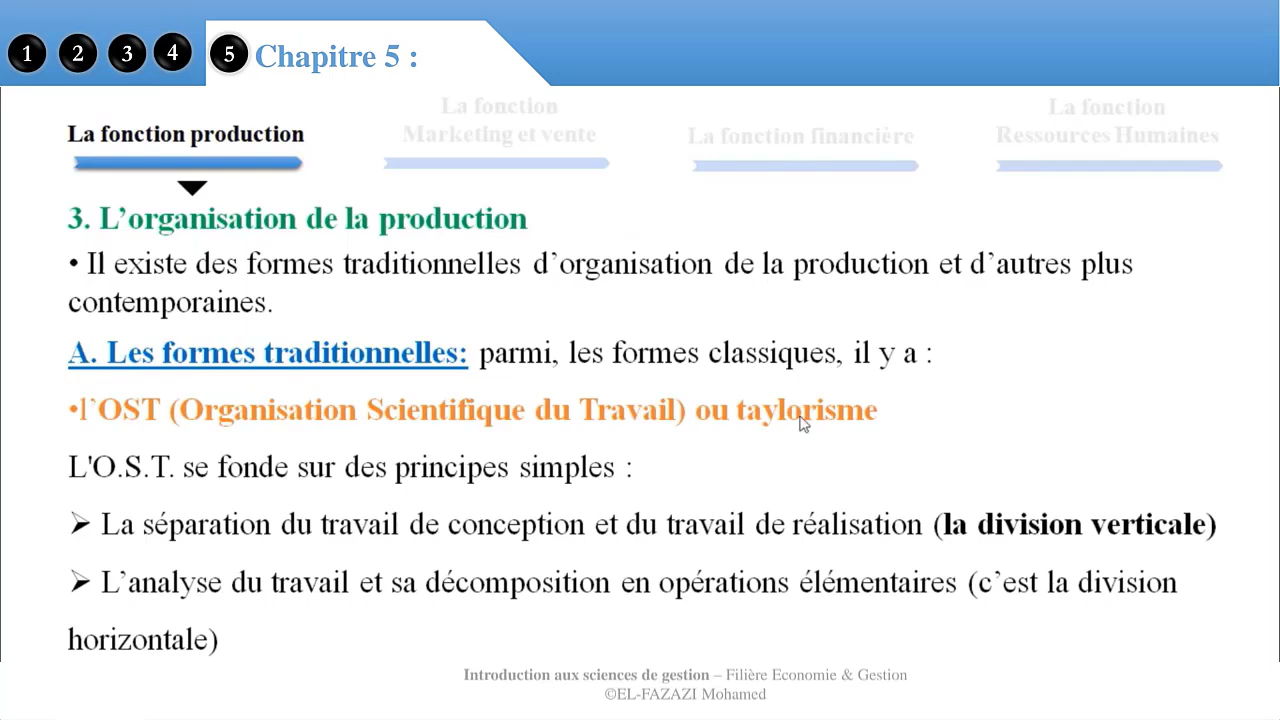 1 2 3 4 5 Chapitre 5 :
La fonction production
La fonction
Marketing et vente
La fonction financière
La fonction
Ressources Humaines
3. L’organisation de la production
• Il existe des formes traditionnelles d’organisation de la production et d’autres plus
contemporaines.
A. Les formes traditionnelles: parmi, les formes classiques, il y a :
•l’OST (Organisation Scientifique du Travail) ou taylorisme
L'O.S.T. se fonde sur des principes simples :
➢ La séparation du travail de conception et du travail de réalisation (la division verticale)
➢ L’analyse du travail et sa décomposition en opérations élémentaires (c’est la division
horizontale)
Introduction aux sciences de gestion – Filière Economie & Gestion
©EL-FAZAZI Mohamed